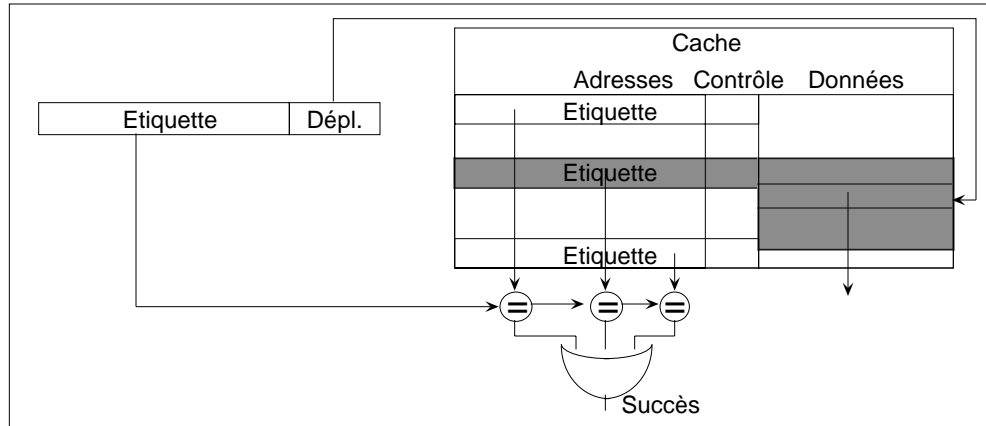 Cache
Adresses Contrôle Données
Etiquette Dépl.
Etiquette
Etiquette
Etiquette
=
=
=
Succès